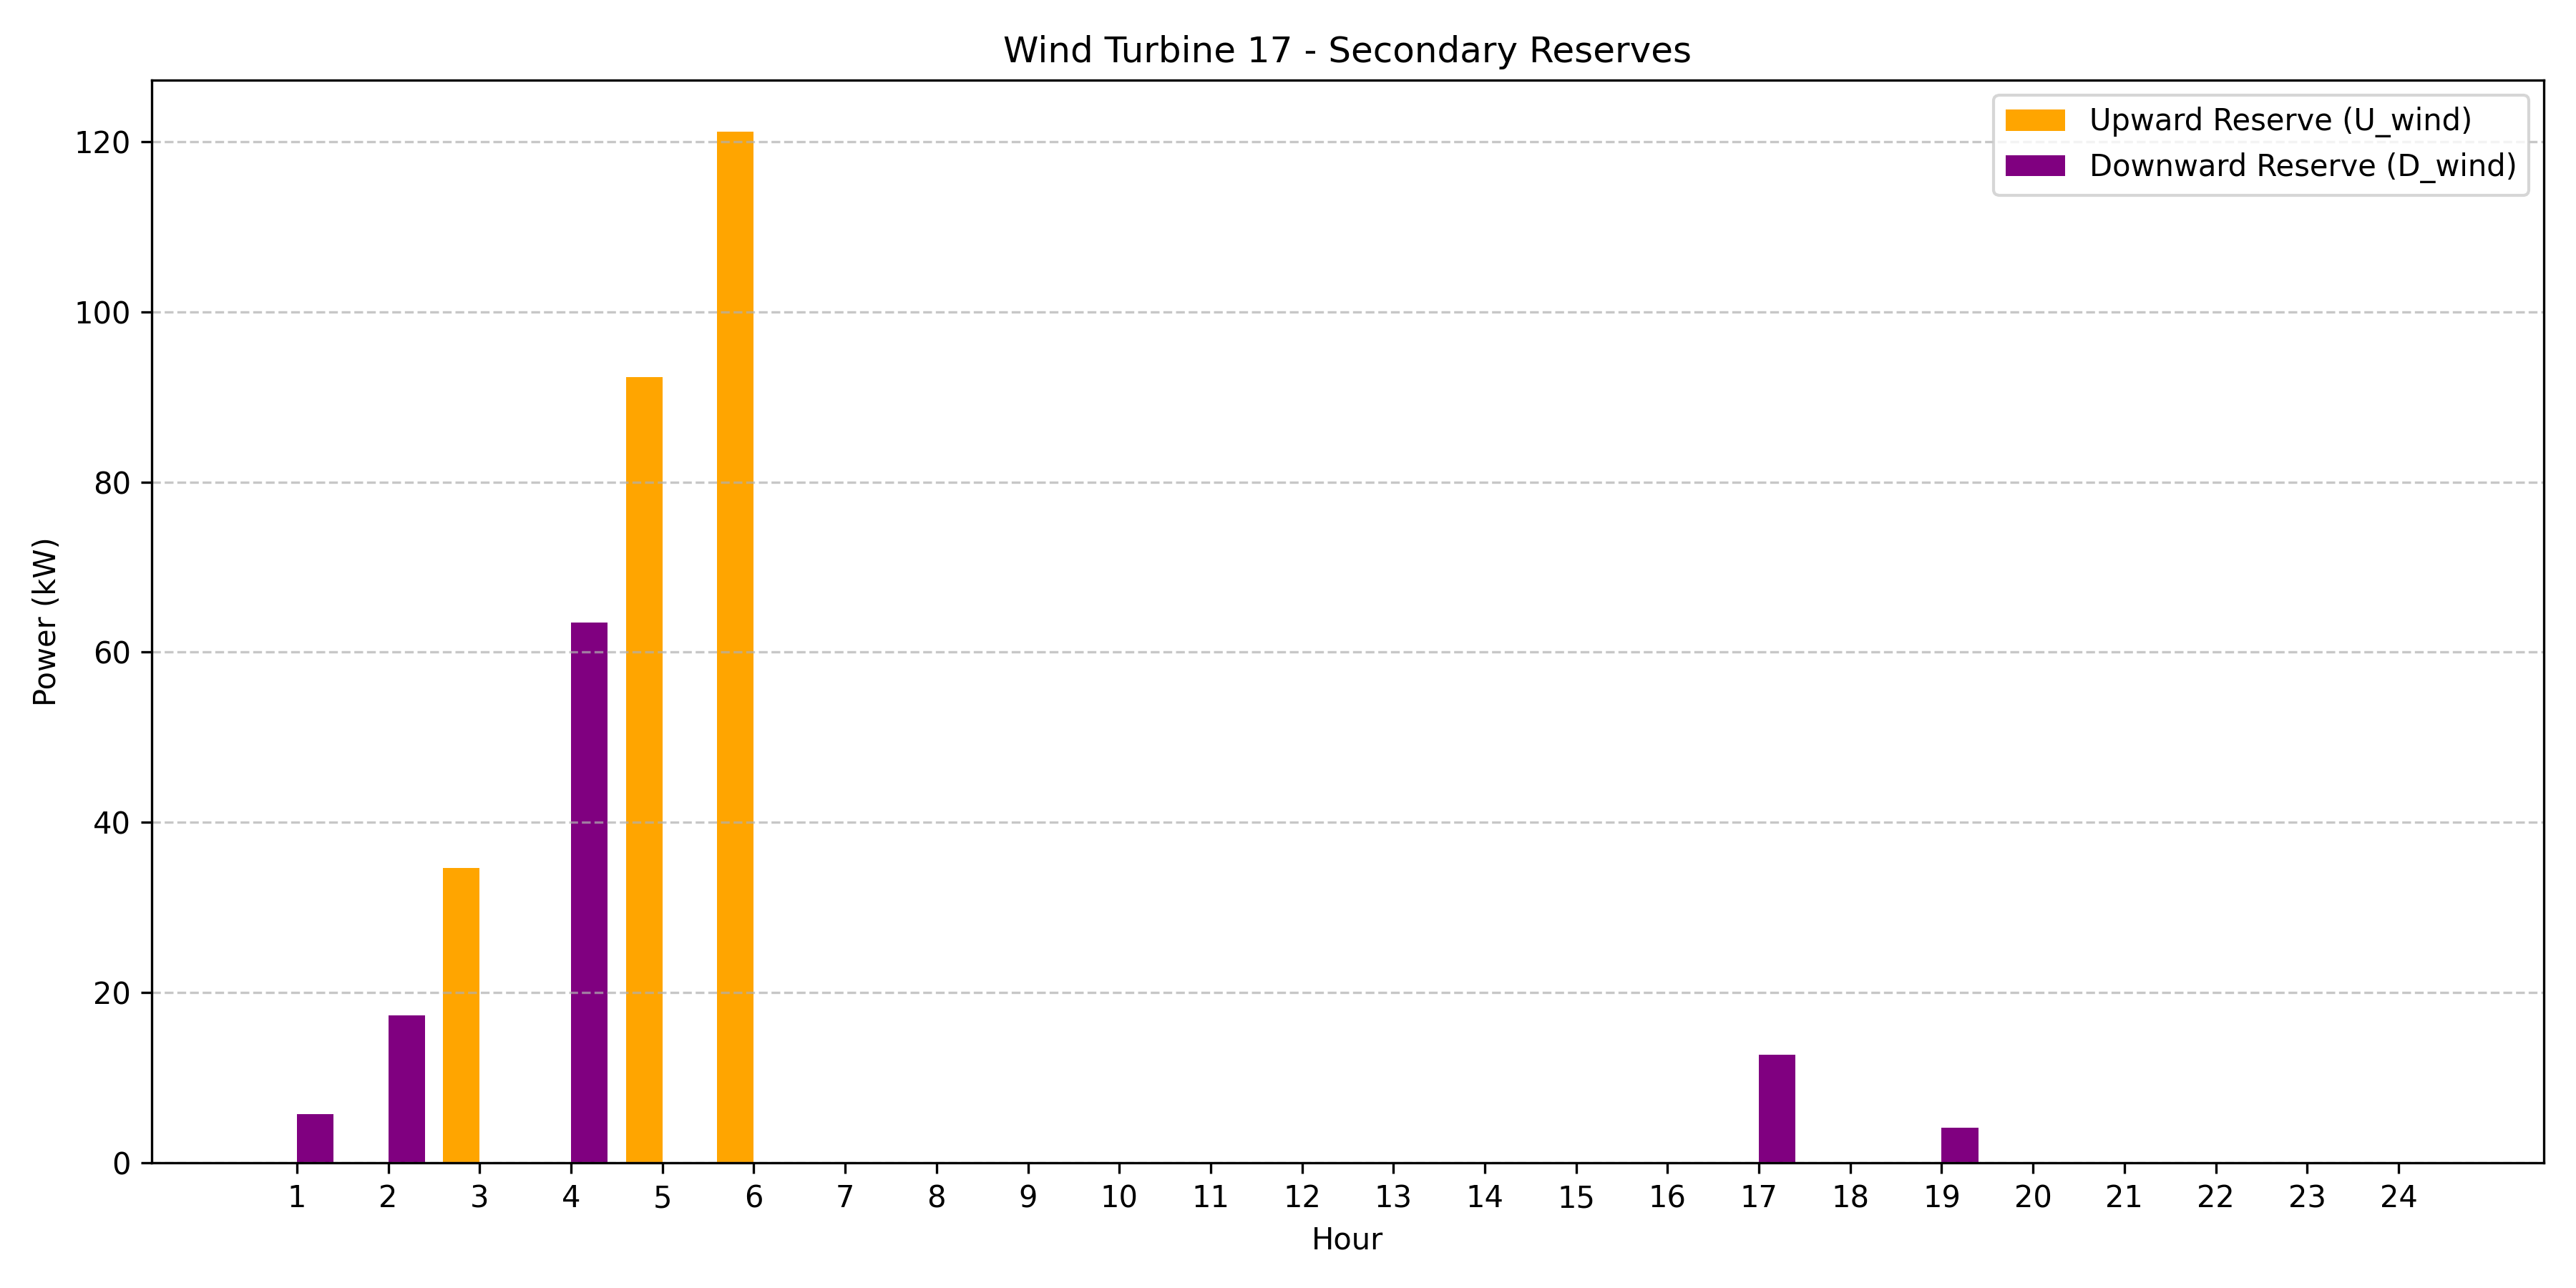 Wind Turbine 17 - Secondary Reserves
Upward Reserve (U_wind)
Downward Reserve (D_wind)
Power (kW)
120
100
80
60
40
20
0
1 2 3 4 5 6 7 8 9 10 11 12 13 14 15 16 17 18 19 20 21 22 23 24
Hour